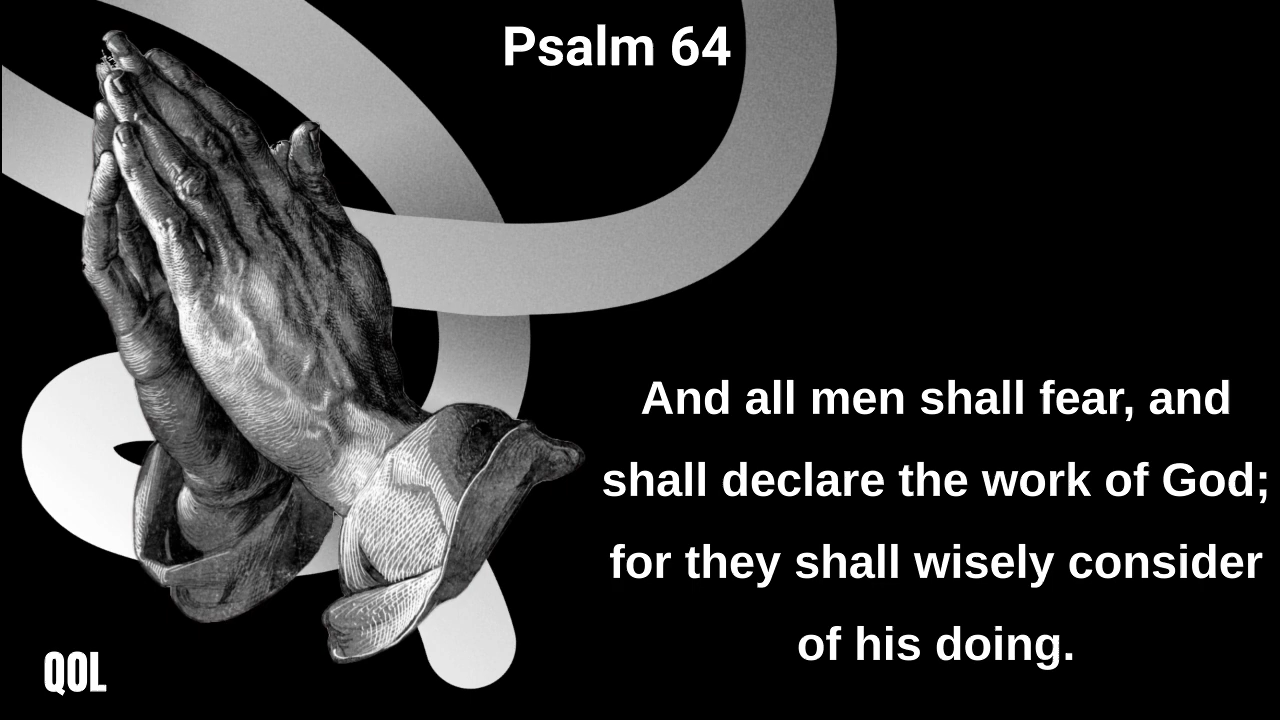 Psalm 64
And all men shall fear, and
shall declare the work of God;
for they shall wisely consider
of his doing.
QOL